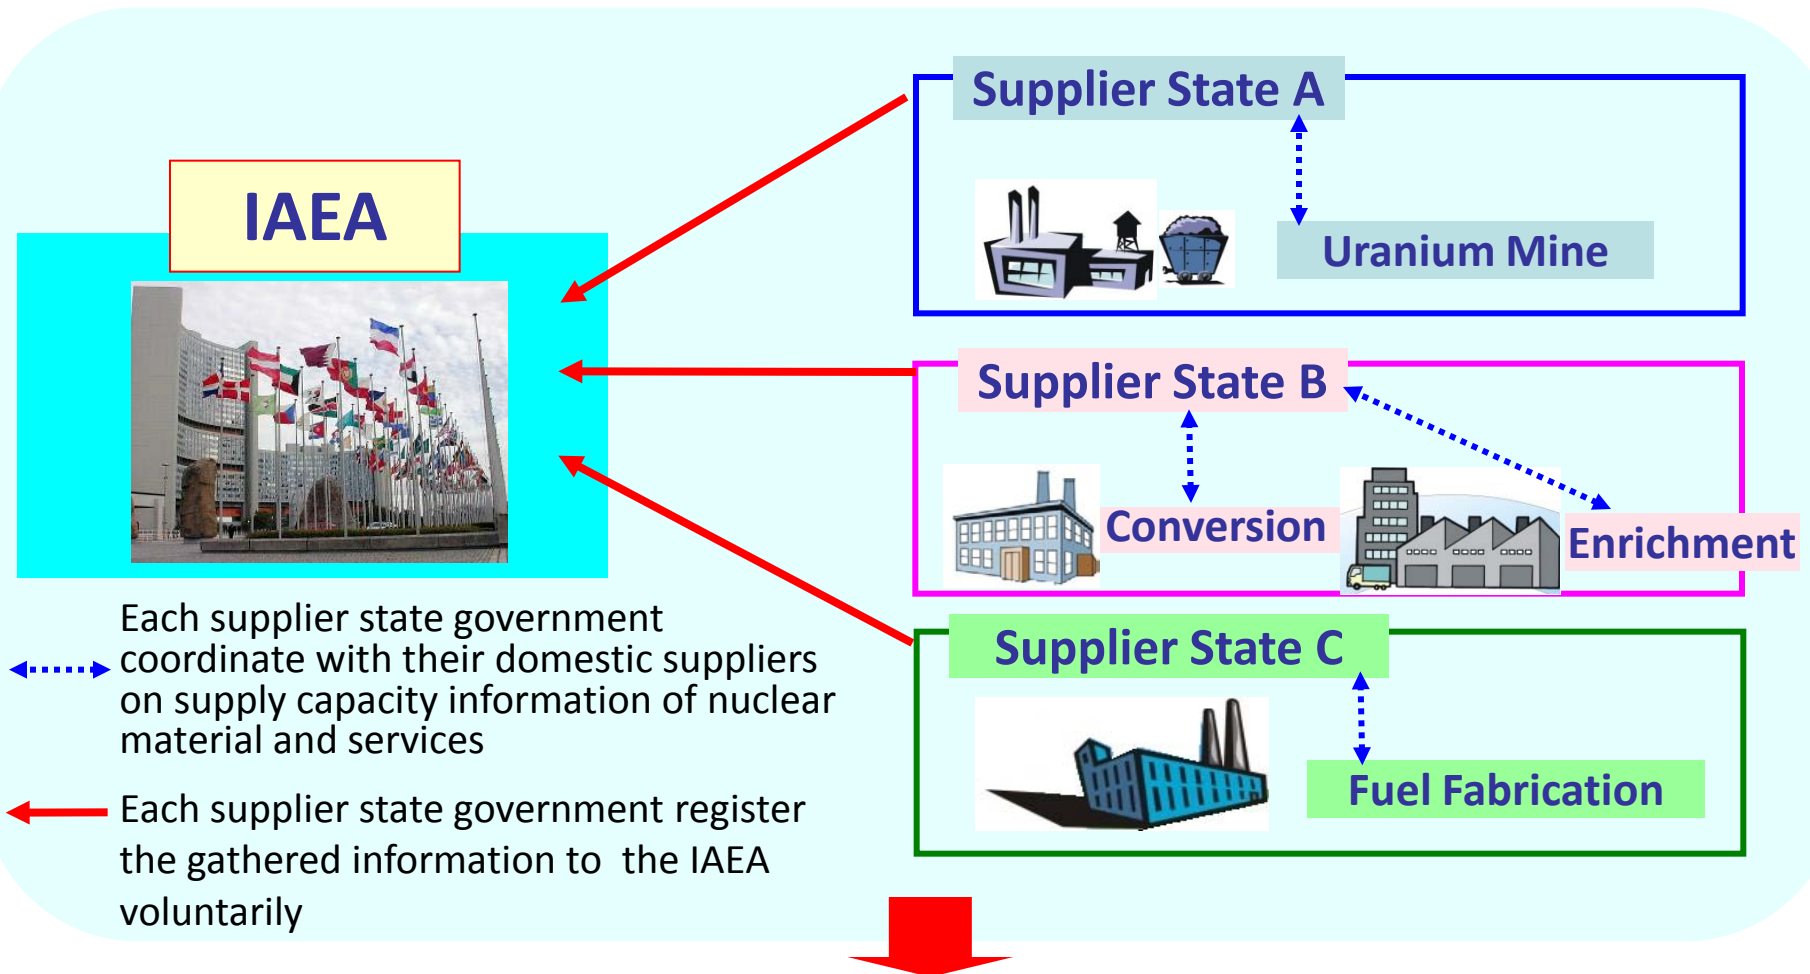 IAEA
Supplier State A
Uranium Mine
Supplier State B
Conversion
Enrichment
Supplier State C
Fuel Fabrication
Each supplier state government
coordinate with their domestic suppliers
on supply capacity information of nuclear
material and services
Each supplier state government register
the gathered information to  the IAEA
voluntarily